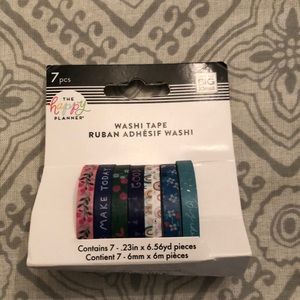 7 pcs
THE
happy
PLANNER
BIG
WASHI TAPE
RUBAN ADHÉSIF WASHI
MAKE TODAY
GOOD
Contains 7 - .23in x 6.56yd pieces
Contient 7 - 6mm x 6m pièces